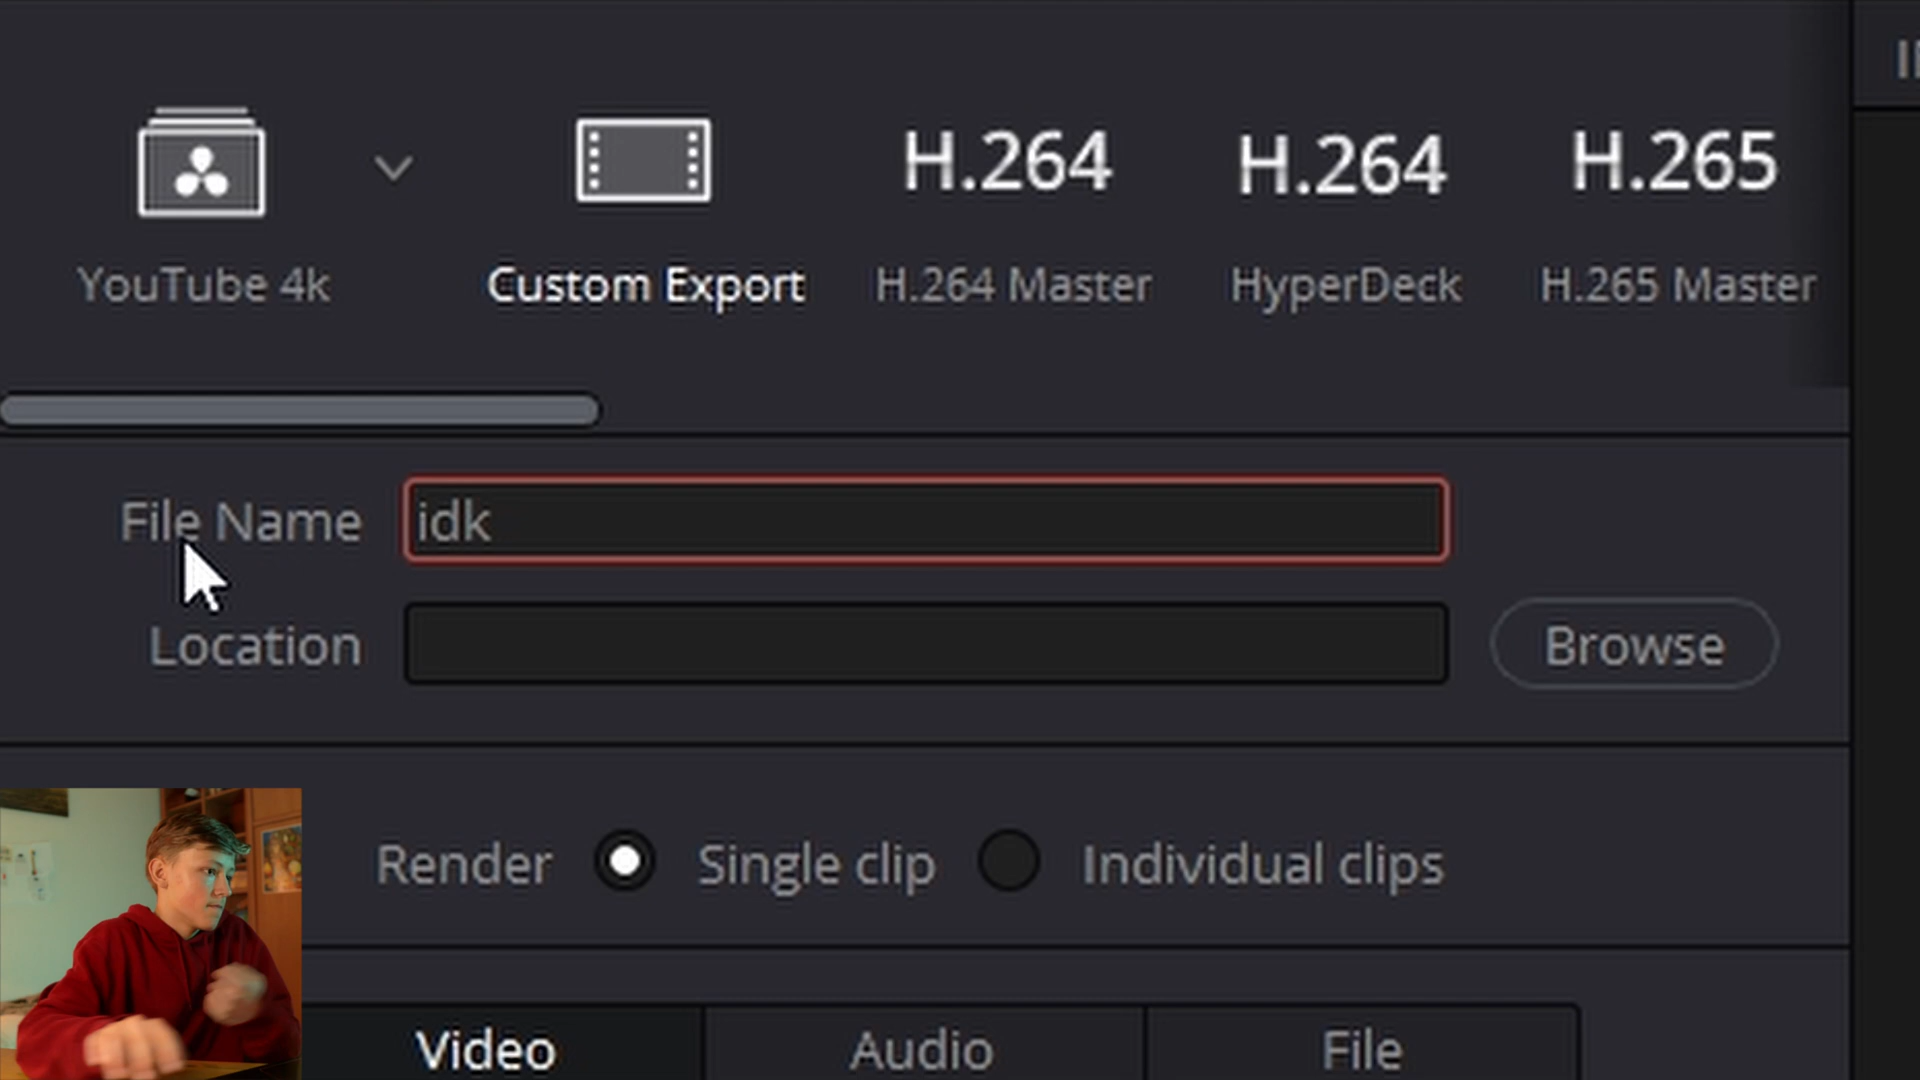 H.264 H.264 H.265
YouTube 4k Custom Export H.264 Master HyperDeck H.265 Master
File Name idk
Location Browse
Render Single clip Individual clips
Video Audio File